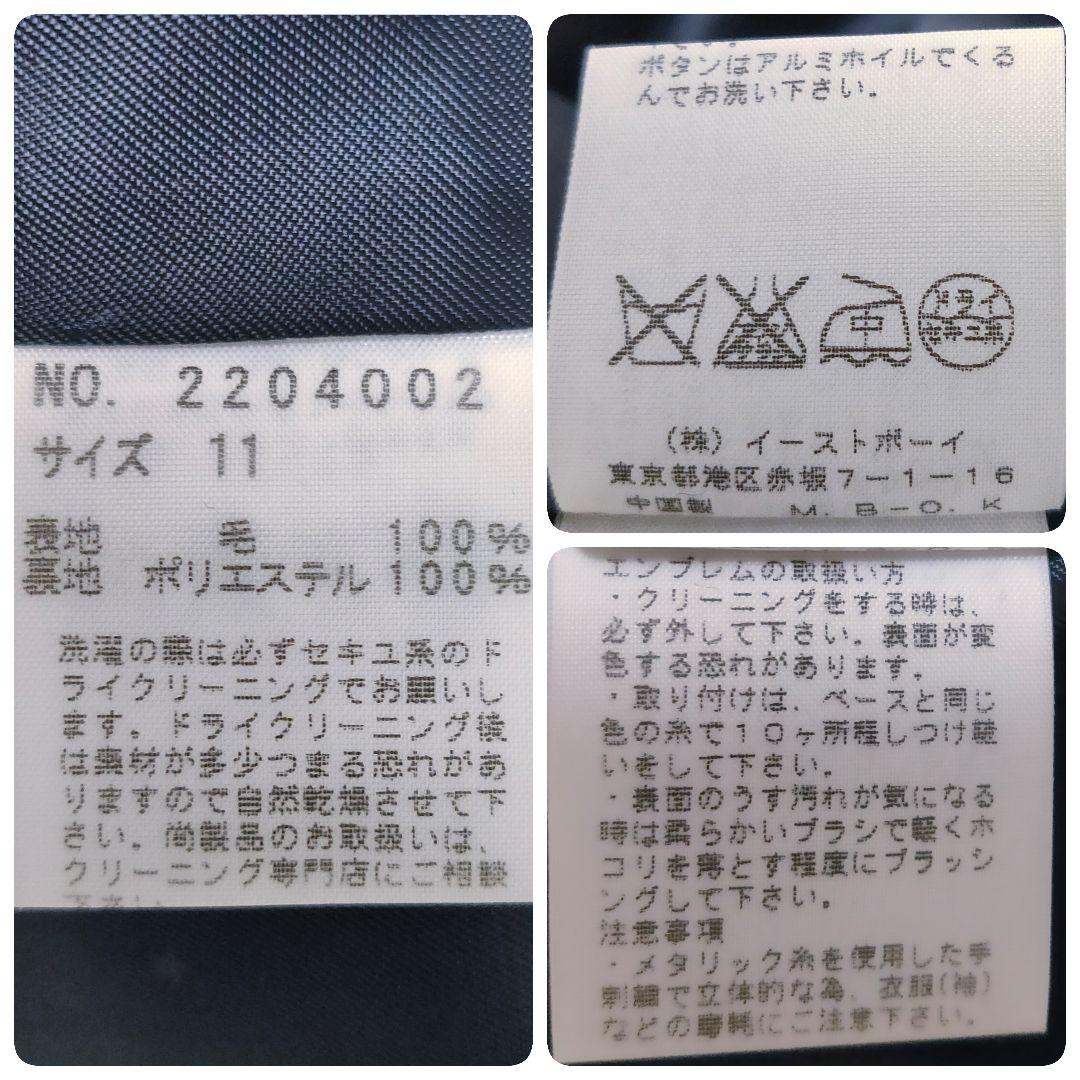 NO. 2204002
サイズ 11
表地 毛 100%
裏地 ポリエステル 100%
洗濯の際は必ずセキユ系のド
ライクリーニングでお願いし
ます。ドライクリーニング後
は素材が多少つまる恐れがあ
りますので自然乾燥させて下
さい。尚製品のお取扱いは、
クリーニング専門店にご相談
下さい。
ボタンはアルミホイルでくる
んでお洗い下さい。
中
ドライ
セキユ系
(株)イーストボーイ
東京都港区赤坂7-1-16
中国製 M.B-O.K
エンブレムの取扱い方
・クリーニングをする時は、
必ず外して下さい。表面が変
色する恐れがあります。
・取り付けは、ベースと同じ
色の糸で10ヶ所程しつけ縫
いをして下さい。
・表面のうす汚れが気になる
時は柔らかいブラシで軽くホ
コリを落とす程度にブラッシ
ングして下さい。
注意事項
・メタリック糸を使用した手
刺繍で立体的な為、衣服(袖)
などの摩耗にご注意下さい。